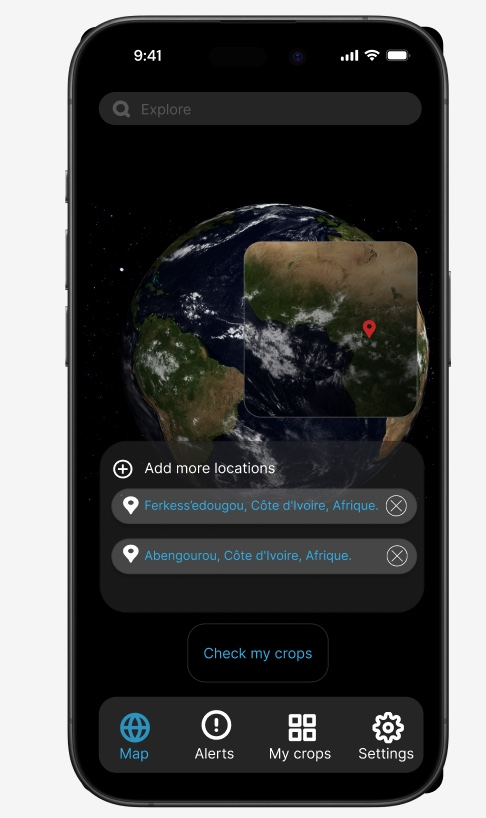 9:41
Explore
Add more locations
Ferkess'edougou, Côte d'Ivoire, Afrique.
Abengourou, Côte d'Ivoire, Afrique.
Check my crops
Map Alerts My crops Settings